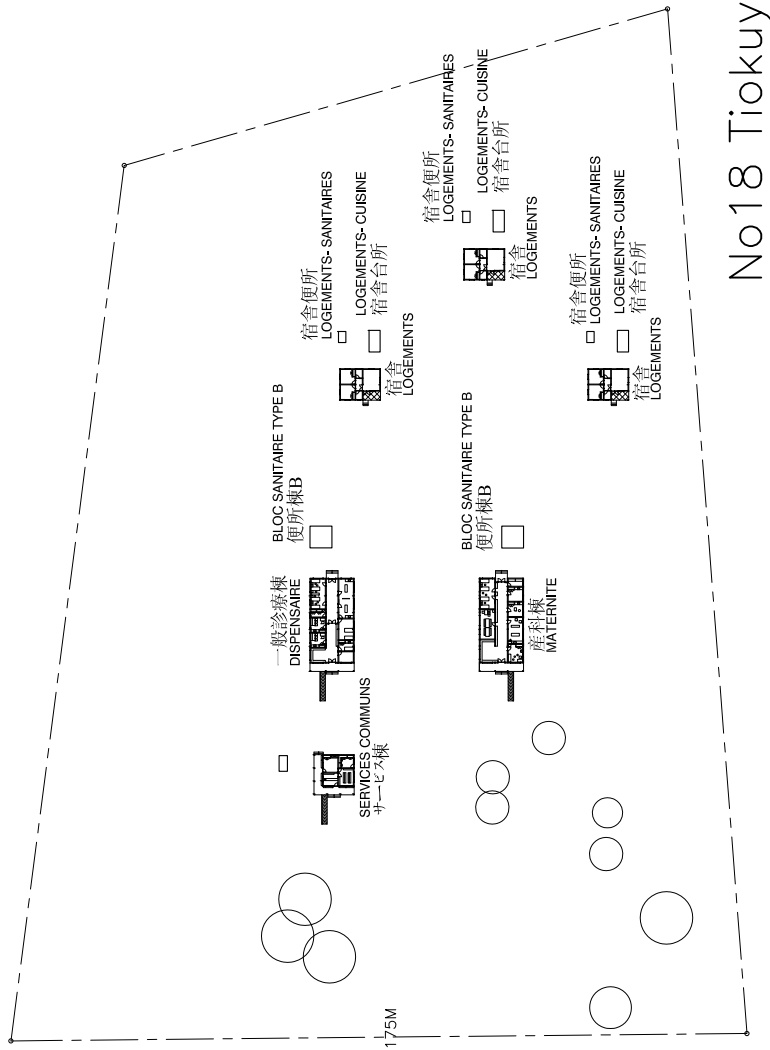 一般診療棟
DISPENSAIRE
BLOC SANITAIRE TYPE B
便所棟B
宿舎便所
LOGEMENTS- SANITAIRES
LOGEMENTS- CUISINE
宿舎台所
SERVICES COMMUNS
サービス棟
宿舎
LOGEMENTS
175M
宿舎便所
LOGEMENTS- SANITAIRES
LOGEMENTS- CUISINE
宿舎台所
BLOC SANITAIRE TYPE B
便所棟B
宿舎
LOGEMENTS
産科棟
MATERNITE
宿舎便所
LOGEMENTS- SANITAIRES
LOGEMENTS- CUISINE
宿舎台所
宿舎
LOGEMENTS
No18 Tiokuy